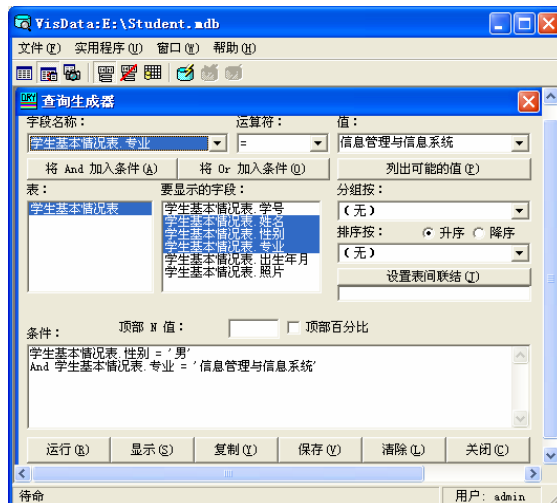 VisData:E:\Student.mdb
文件(F) 实用程序(U) 窗口(W) 帮助(H)
查询生成器
字段名称: 运算符: 值:
学生基本情况表.专业 = 信息管理与信息系统
将 And 加入条件(A) 将 Or 加入条件(O) 列出可能的值(P)
表: 要显示的字段: 分组按:
学生基本情况表 学生基本情况表.学号 (无)
学生基本情况表.姓名
学生基本情况表.性别 排序按: 升序 降序
学生基本情况表.专业 (无)
学生基本情况表.出生年月
学生基本情况表.照片 设置表间联结(T)
条件: 顶部 N 值: 顶部百分比
学生基本情况表.性别 = '男'
And 学生基本情况表.专业 = '信息管理与信息系统'
运行(R) 显示(S) 复制(Y) 保存(V) 清除(L) 关闭(C)
待命 用户: admin